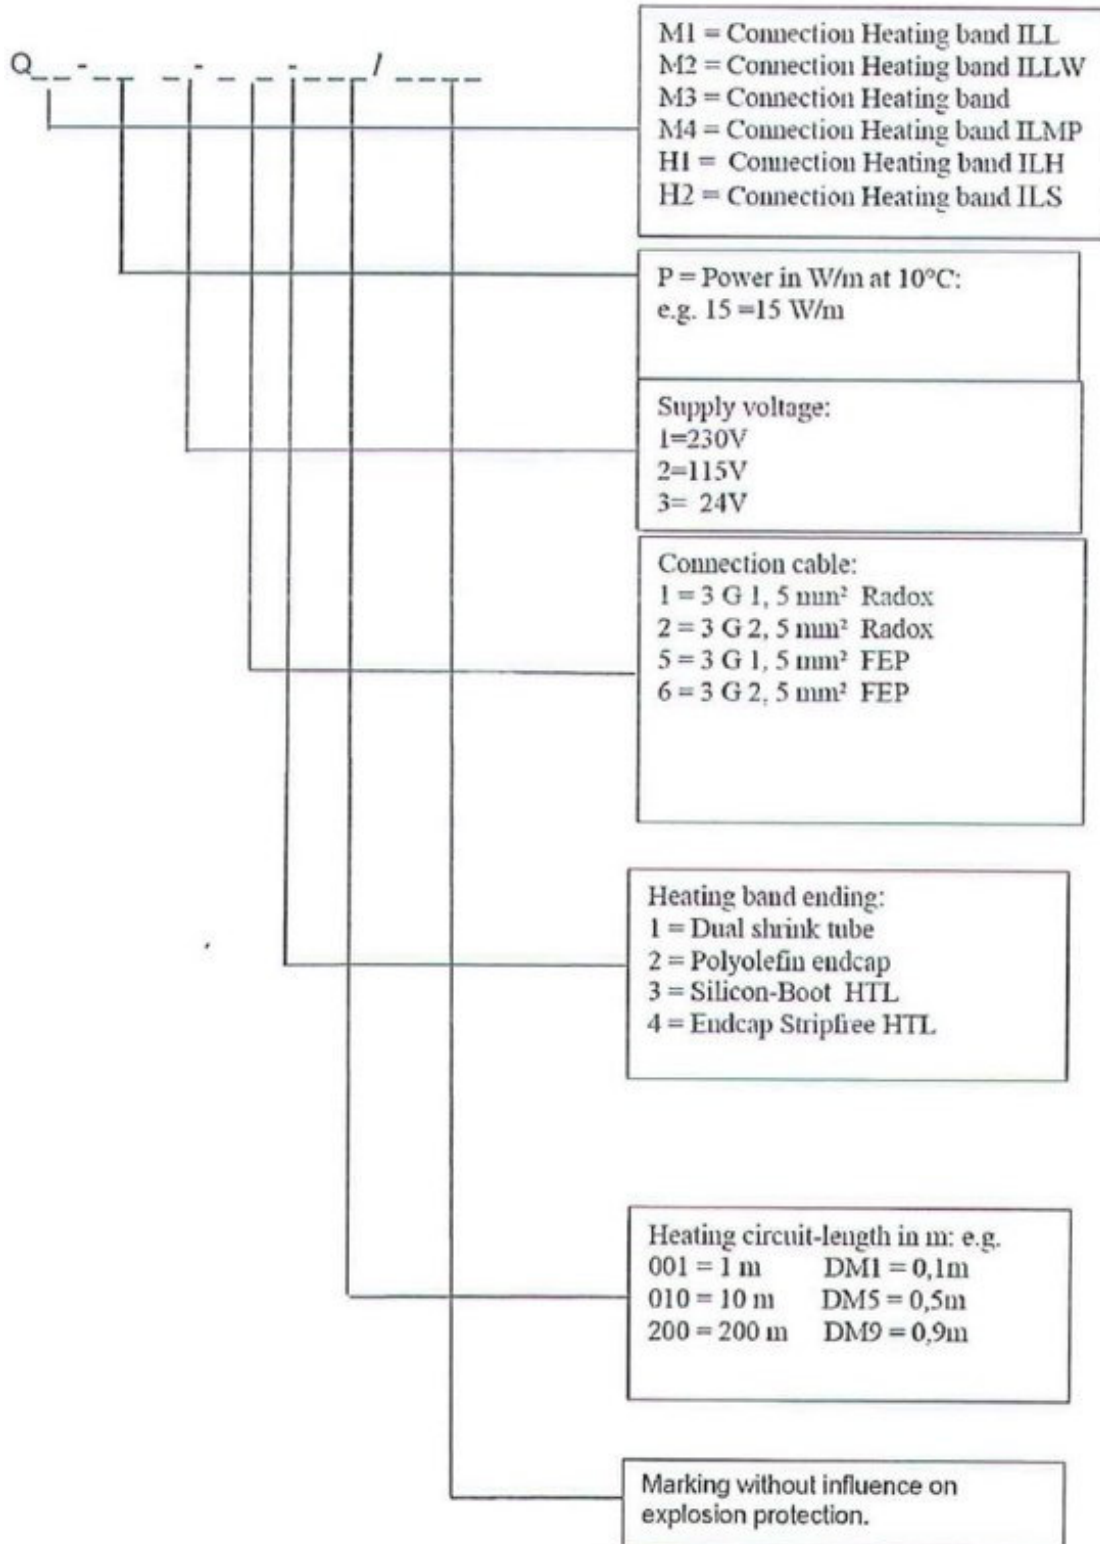 Q__-__ _-_ __-___/____
M1 = Connection Heating band ILL
M2 = Connection Heating band ILLW
M3 = Connection Heating band
M4 = Connection Heating band ILMP
H1 = Connection Heating band ILH
H2 = Connection Heating band ILS
P = Power in W/m at 10°C:
e.g. 15 =15 W/m
Supply voltage:
1=230V
2=115V
3= 24V
Connection cable:
1 = 3 G 1, 5 mm² Radox
2 = 3 G 2, 5 mm² Radox
5 = 3 G 1, 5 mm² FEP
6 = 3 G 2, 5 mm² FEP
Heating band ending:
1 = Dual shrink tube
2 = Polyolefin endcap
3 = Silicon-Boot HTL
4 = Endcap Stripfree HTL
Heating circuit-length in m: e.g.
001 = 1 m DM1 = 0,1m
010 = 10 m DM5 = 0,5m
200 = 200 m DM9 = 0,9m
Marking without influence on
explosion protection.